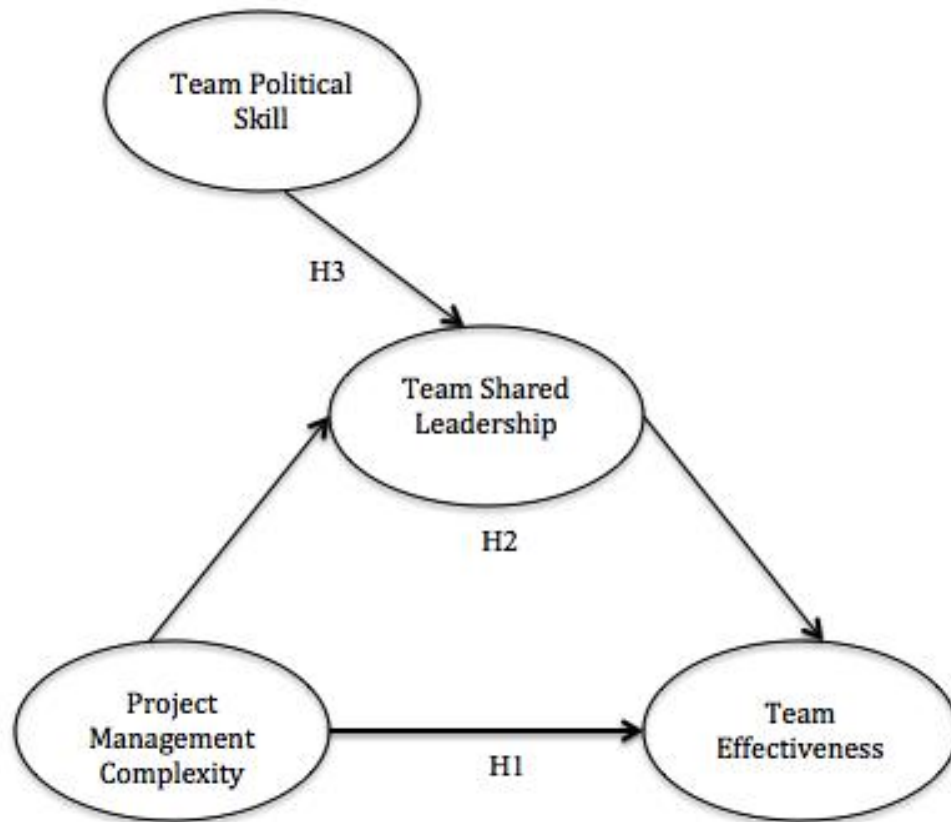 Team Political
Skill
H3
Team Shared
Leadership
H2
Project
Management
Complexity
H1
Team
Effectiveness